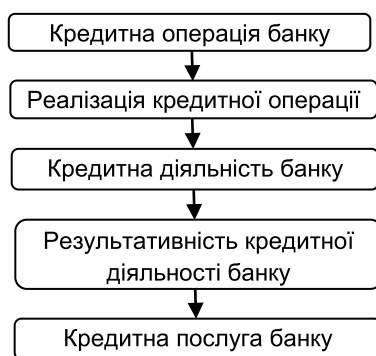 Кредитна операція банку
Реалізація кредитної операції
Кредитна діяльність банку
Результативність кредитної
діяльності банку
Кредитна послуга банку